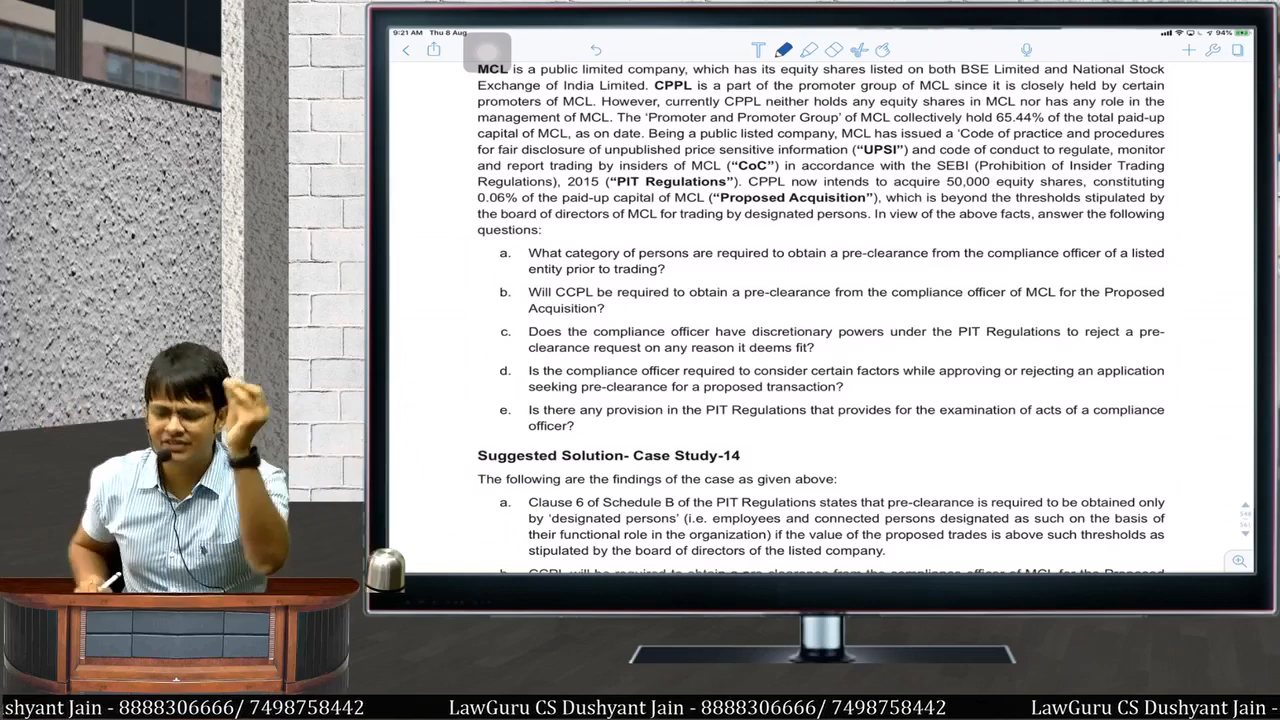 9:21 AM Thu 8 Aug
94%
MCL is a public limited company, which has its equity shares listed on both BSE Limited and National Stock
Exchange of India Limited. CPPL is a part of the promoter group of MCL since it is closely held by certain
promoters of MCL. However, currently CPPL neither holds any equity shares in MCL nor has any role in the
management of MCL. The ‘Promoter and Promoter Group’ of MCL collectively hold 65.44% of the total paid-up
capital of MCL, as on date. Being a public listed company, MCL has issued a ‘Code of practice and procedures
for fair disclosure of unpublished price sensitive information (“UPSI”) and code of conduct to regulate, monitor
and report trading by insiders of MCL (“CoC”) in accordance with the SEBI (Prohibition of Insider Trading
Regulations), 2015 (“PIT Regulations”). CPPL now intends to acquire 50,000 equity shares, constituting
0.06% of the paid-up capital of MCL (“Proposed Acquisition”), which is beyond the thresholds stipulated by
the board of directors of MCL for trading by designated persons. In view of the above facts, answer the following
questions:
a. What category of persons are required to obtain a pre-clearance from the compliance officer of a listed
entity prior to trading?
b. Will CCPL be required to obtain a pre-clearance from the compliance officer of MCL for the Proposed
Acquisition?
c. Does the compliance officer have discretionary powers under the PIT Regulations to reject a pre-
clearance request on any reason it deems fit?
d. Is the compliance officer required to consider certain factors while approving or rejecting an application
seeking pre-clearance for a proposed transaction?
e. Is there any provision in the PIT Regulations that provides for the examination of acts of a compliance
officer?
Suggested Solution- Case Study-14
The following are the findings of the case as given above:
a. Clause 6 of Schedule B of the PIT Regulations states that pre-clearance is required to be obtained only
by ‘designated persons’ (i.e. employees and connected persons designated as such on the basis of
their functional role in the organization) if the value of the proposed trades is above such thresholds as
stipulated by the board of directors of the listed company.
b. CCPL will be required to obtain a pre-clearance from the compliance officer of MCL for the Proposed
shyant Jain - 8888306666/ 7498758442 LawGuru CS Dushyant Jain - 8888306666/ 7498758442 LawGuru CS Dushyant Jain -